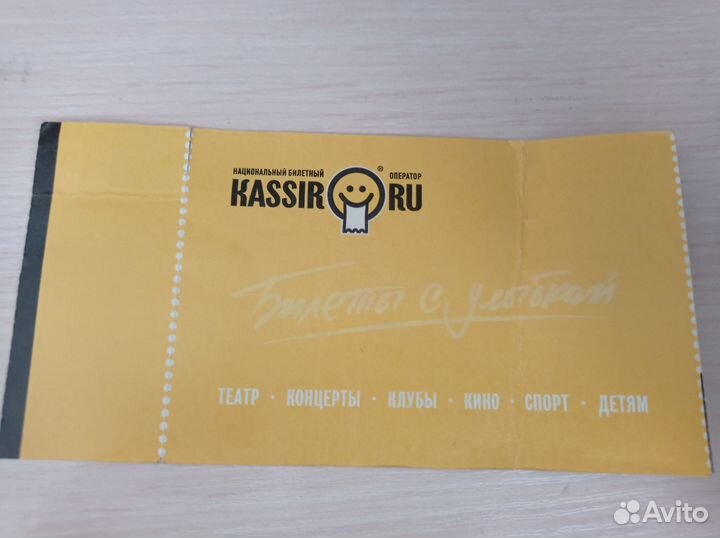 НАЦИОНАЛЬНЫЙ БИЛЕТНЫЙ ОПЕРАТОР
KASSIR RU ®
Билеты с улыбкой
ТЕАТР · КОНЦЕРТЫ · КЛУБЫ · КИНО · СПОРТ · ДЕТЯМ
Avito